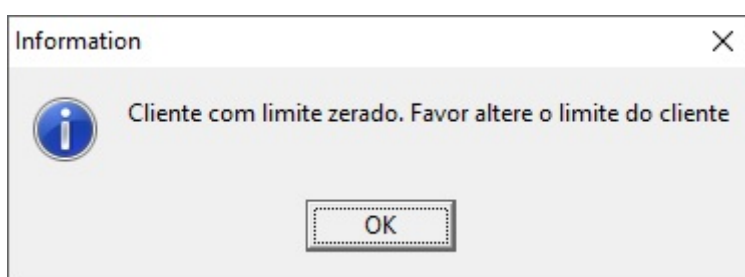 Information
Cliente com limite zerado. Favor altere o limite do cliente
OK